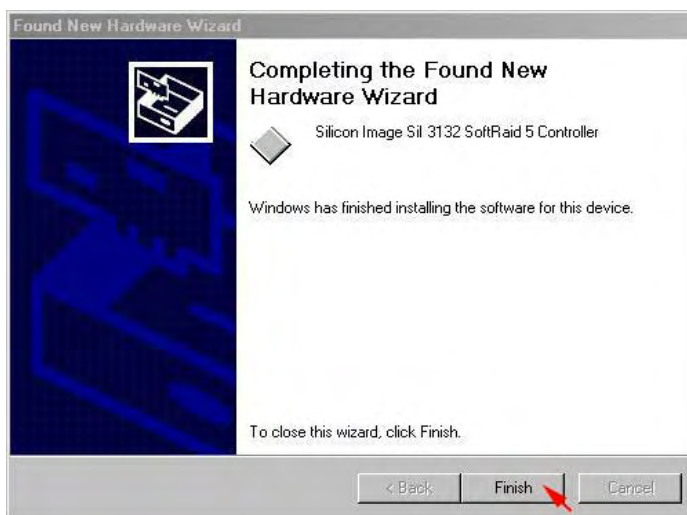 Found New Hardware Wizard
Completing the Found New
Hardware Wizard
Silicon Image SiI 3132 SoftRaid 5 Controller
Windows has finished installing the software for this device.
To close this wizard, click Finish.
< Back
Finish
Cancel